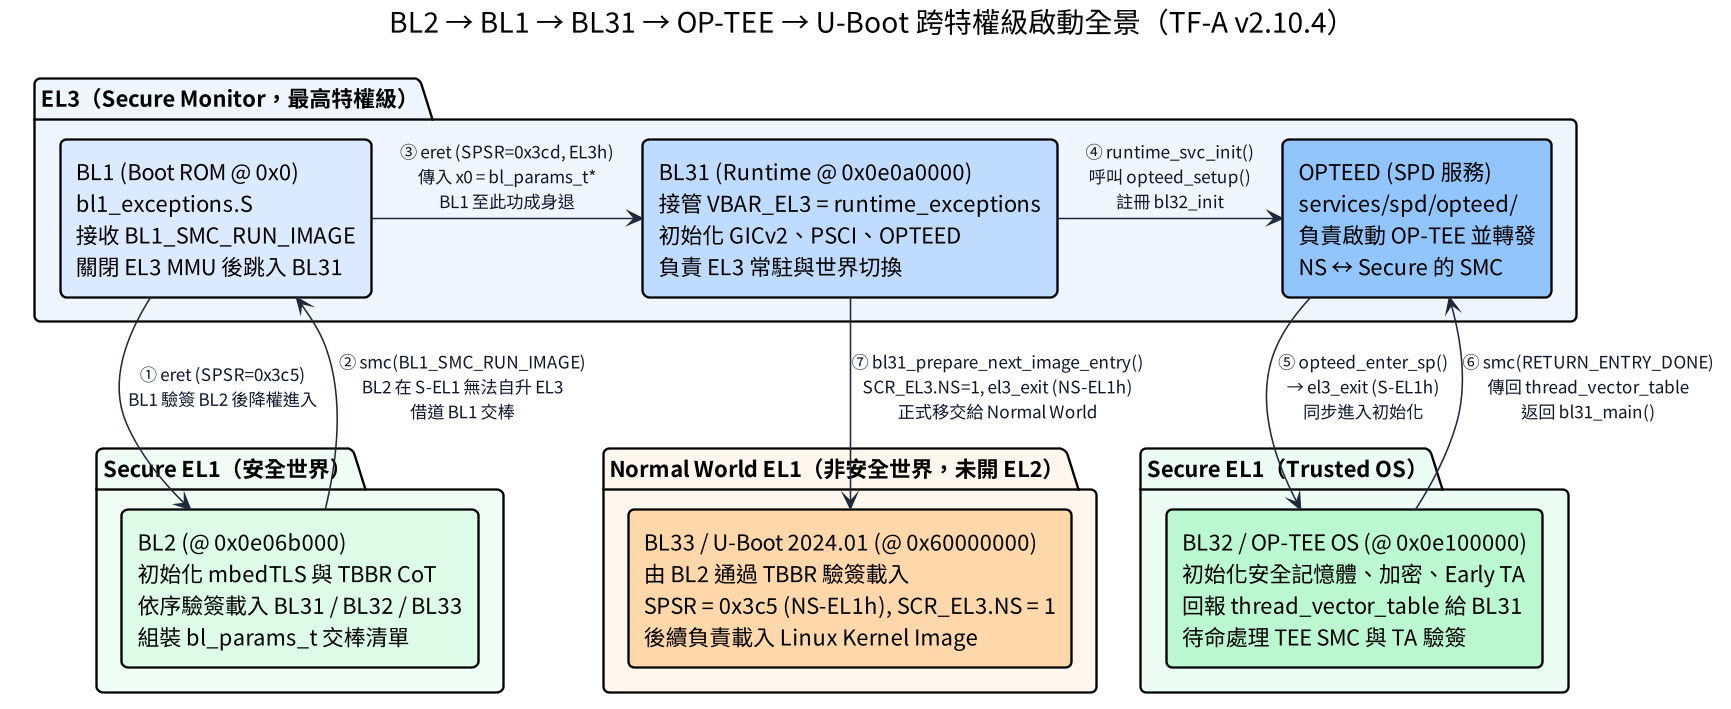 BL2 → BL1 → BL31 → OP-TEE → U-Boot 跨特權級啟動全景（TF-A v2.10.4）
EL3（Secure Monitor，最高特權級）
BL1 (Boot ROM @ 0x0)
bl1_exceptions.S
接收 BL1_SMC_RUN_IMAGE
關閉 EL3 MMU 後跳入 BL31
③ eret (SPSR=0x3cd, EL3h)
傳入 x0 = bl_params_t*
BL1 至此功成身退
BL31 (Runtime @ 0x0e0a0000)
接管 VBAR_EL3 = runtime_exceptions
初始化 GICv2、PSCI、OPTEED
負責 EL3 常駐與世界切換
④ runtime_svc_init()
呼叫 opteed_setup()
註冊 bl32_init
OPTEED (SPD 服務)
services/spd/opteed/
負責啟動 OP-TEE 並轉發
NS ↔ Secure 的 SMC
① eret (SPSR=0x3c5)
BL1 驗簽 BL2 後降權進入
② smc(BL1_SMC_RUN_IMAGE)
BL2 在 S-EL1 無法自升 EL3
借道 BL1 交棒
⑦ bl31_prepare_next_image_entry()
SCR_EL3.NS=1, el3_exit (NS-EL1h)
正式移交給 Normal World
⑤ opteed_enter_sp()
→ el3_exit (S-EL1h)
同步進入初始化
⑥ smc(RETURN_ENTRY_DONE)
傳回 thread_vector_table
返回 bl31_main()
Secure EL1（安全世界）
BL2 (@ 0x0e06b000)
初始化 mbedTLS 與 TBBR CoT
依序驗簽載入 BL31 / BL32 / BL33
組裝 bl_params_t 交棒清單
Normal World EL1（非安全世界，未開 EL2）
BL33 / U-Boot 2024.01 (@ 0x60000000)
由 BL2 通過 TBBR 驗簽載入
SPSR = 0x3c5 (NS-EL1h), SCR_EL3.NS = 1
後續負責載入 Linux Kernel Image
Secure EL1（Trusted OS）
BL32 / OP-TEE OS (@ 0x0e100000)
初始化安全記憶體、加密、Early TA
回報 thread_vector_table 給 BL31
待命處理 TEE SMC 與 TA 驗簽